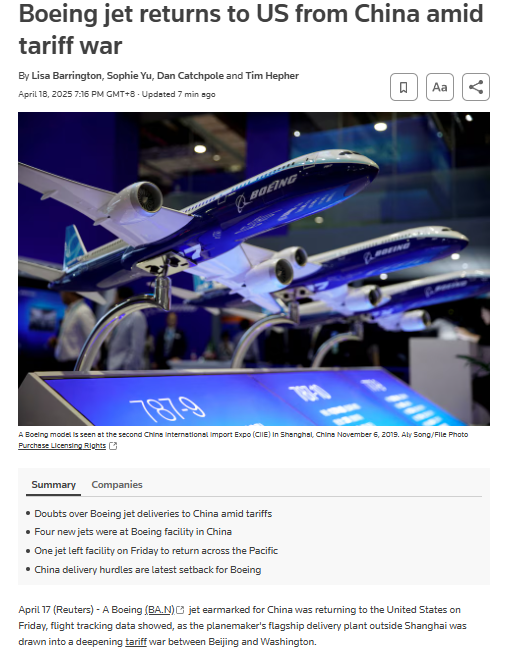 Boeing jet returns to US from China amid
tariff war
By Lisa Barrington, Sophie Yu, Dan Catchpole and Tim Hepher
April 18, 2025 7:16 PM GMT+8 · Updated 7 min ago
Aa
BOEING
BOEING
BOEING
7
787-9
787-10
A Boeing model is seen at the second China International Import Expo (CIIE) in Shanghai, China November 6, 2019. Aly Song/File Photo
Purchase Licensing Rights
Summary Companies
• Doubts over Boeing jet deliveries to China amid tariffs
• Four new jets were at Boeing facility in China
• One jet left facility on Friday to return across the Pacific
• China delivery hurdles are latest setback for Boeing
April 17 (Reuters) - A Boeing (BA.N) jet earmarked for China was returning to the United States on
Friday, flight tracking data showed, as the planemaker's flagship delivery plant outside Shanghai was
drawn into a deepening tariff war between Beijing and Washington.